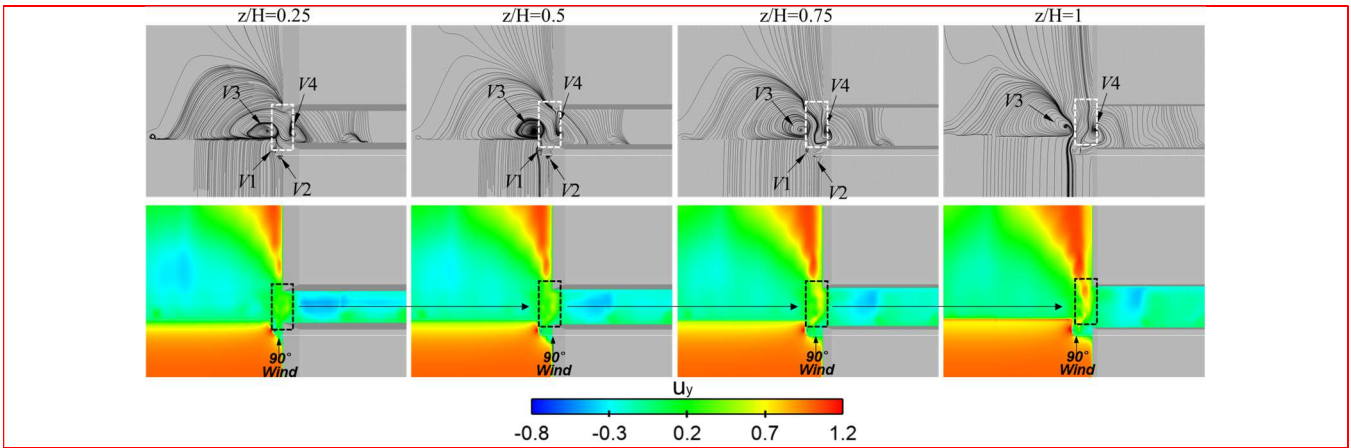 z/H=0.25 z/H=0.5 z/H=0.75 z/H=1
V3 V4 V3 V4 V3 V4 V3 V4
V1 V2 V1 V2 V1 V2
90° 90° 90° 90°
Wind Wind Wind Wind
uy
-0.8 -0.3 0.2 0.7 1.2